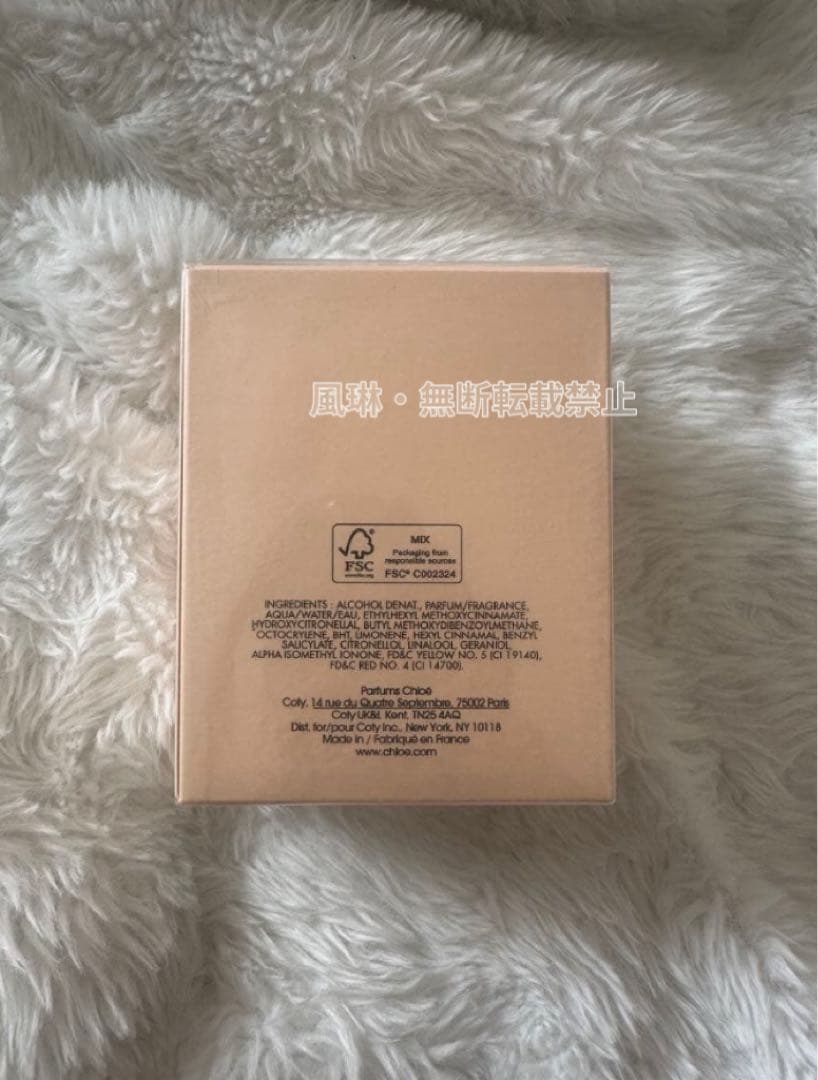 風琳・無断転載禁止
MIX
Packaging from
responsible sources
FSC
www.fsc.org
FSC® C002324
INGREDIENTS : ALCOHOL DENAT., PARFUM/FRAGRANCE,
AQUA/WATER/EAU, ETHYLHEXYL METHOXYCINNAMATE,
HYDROXYCITRONELLAL, BUTYL METHOXYDIBENZOYLMETHANE,
OCTOCRYLENE, BHT, LIMONENE, HEXYL CINNAMAL, BENZYL
SALICYLATE, CITRONELLOL, LINALOOL, GERANIOL,
ALPHA ISOMETHYL IONONE, FD&C YELLOW NO. 5 (CI 19140),
FD&C RED NO. 4 (CI 14700).
Parfums Chloé
Coty, 14 rue du Quatre Septembre, 75002 Paris
Coty UK&I, Kent, TN25 4AQ
Dist. for/pour Coty Inc., New York, NY 10118
Made in / Fabriqué en France
www.chloe.com